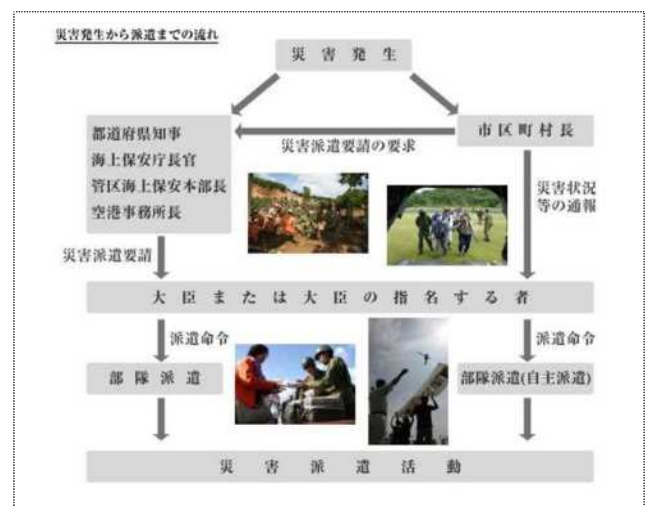 災害発生から派遣までの流れ
災害発生
都道府県知事
海上保安庁長官
管区海上保安本部長
空港事務所長
災害派遣要請の要求
市区町村長
災害状況
等の通報
災害派遣要請
大臣または大臣の指名する者
派遣命令
派遣命令
部隊派遣
部隊派遣(自主派遣)
災害派遣活動